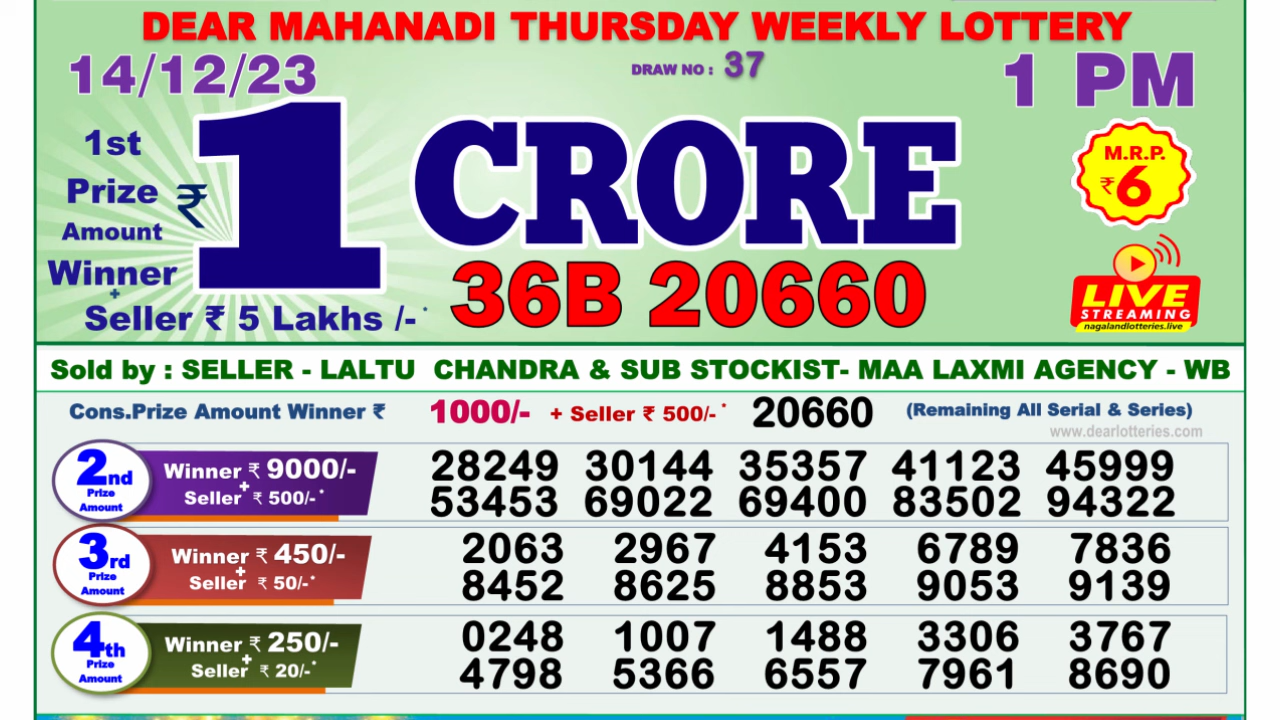 DEAR MAHANADI THURSDAY WEEKLY LOTTERY
14/12/23
DRAW NO : 37
1 PM
1st
Prize
Amount
Winner
+
Seller ₹ 5 Lakhs /-*
₹ 1 CRORE
36B 20660
M.R.P.
₹6
LIVE
STREAMING
nagalandlotteries.live
Sold by : SELLER - LALTU CHANDRA & SUB STOCKIST- MAA LAXMI AGENCY - WB
Cons.Prize Amount Winner ₹ 1000/- + Seller ₹ 500/-* 20660 (Remaining All Serial & Series)
www.dearlotteries.com
2nd
Prize
Amount
Winner ₹ 9000/-
+
Seller ₹ 500/-*
28249 30144 35357 41123 45999
53453 69022 69400 83502 94322
3rd
Prize
Amount
Winner ₹ 450/-
+
Seller ₹ 50/-*
2063 2967 4153 6789 7836
8452 8625 8853 9053 9139
4th
Prize
Amount
Winner ₹ 250/-
+
Seller ₹ 20/-*
0248 1007 1488 3306 3767
4798 5366 6557 7961 8690